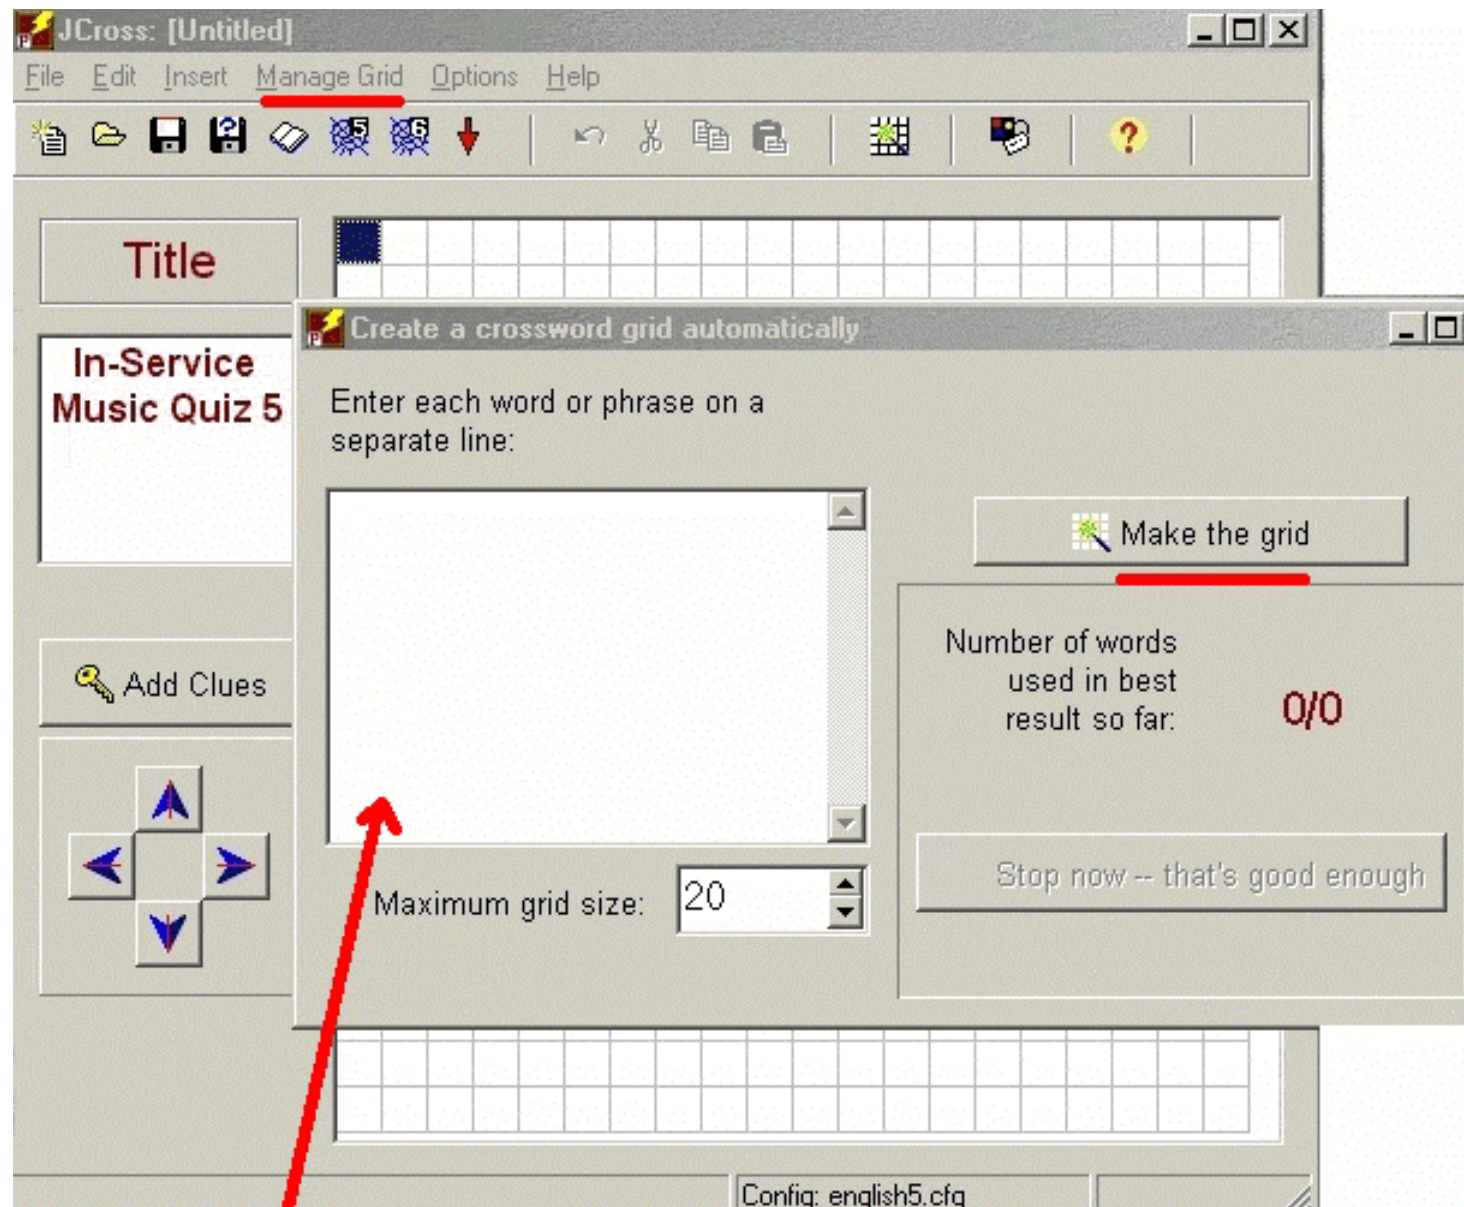 JCross: [Untitled]
File Edit Insert Manage Grid Options Help
5 6 ?
Title
In-Service
Music Quiz 5
Create a crossword grid automatically
Enter each word or phrase on a
separate line:
Make the grid
Number of words
used in best
result so far:
0/0
Add Clues
Stop now -- that's good enough
Maximum grid size: 20
Config: english5.cfg